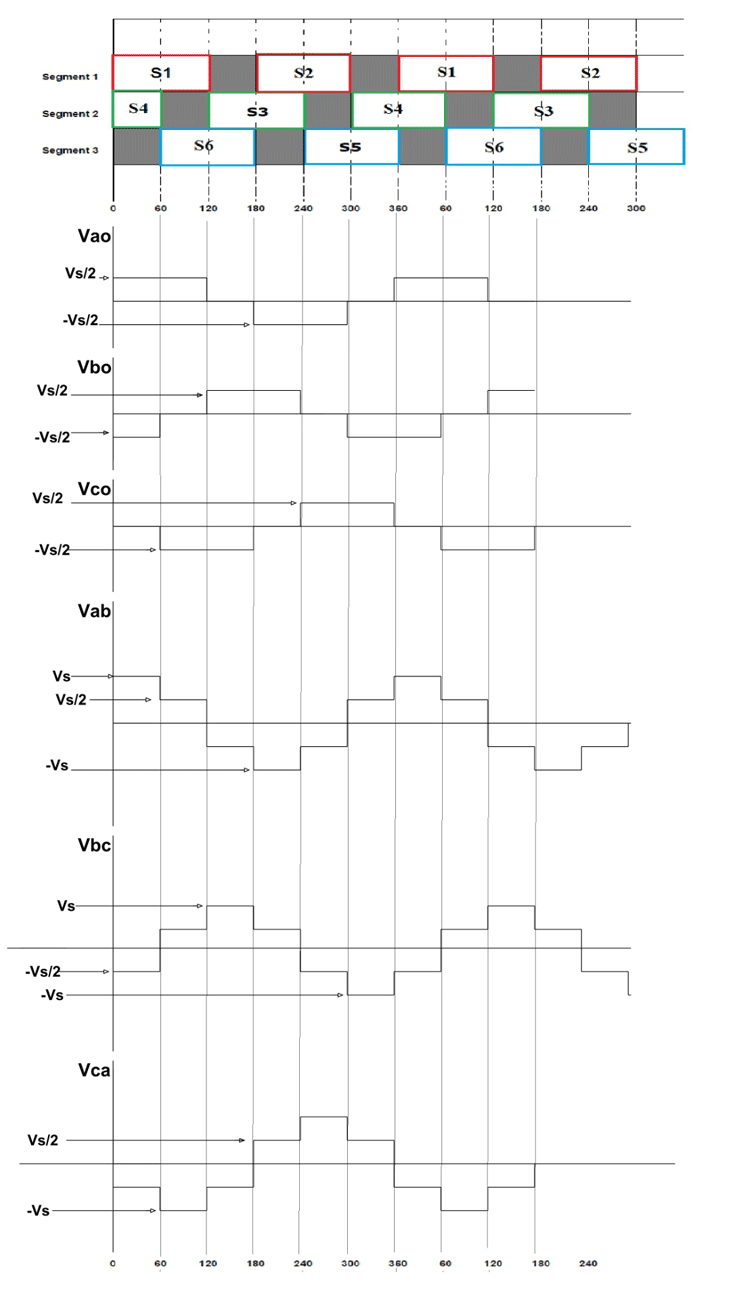 Segment 1 S1 S2 S1 S2
Segment 2 S4 S3 S4 S3
Segment 3 S6 S5 S6 S5
0 60 120 180 240 300 360 60 120 180 240 300
Vao
Vs/2
-Vs/2
Vbo
Vs/2
-Vs/2
Vco
Vs/2
-Vs/2
Vab
Vs
Vs/2
-Vs
Vbc
Vs
-Vs/2
-Vs
Vca
Vs/2
-Vs
0 60 120 180 240 300 360 60 120 180 240